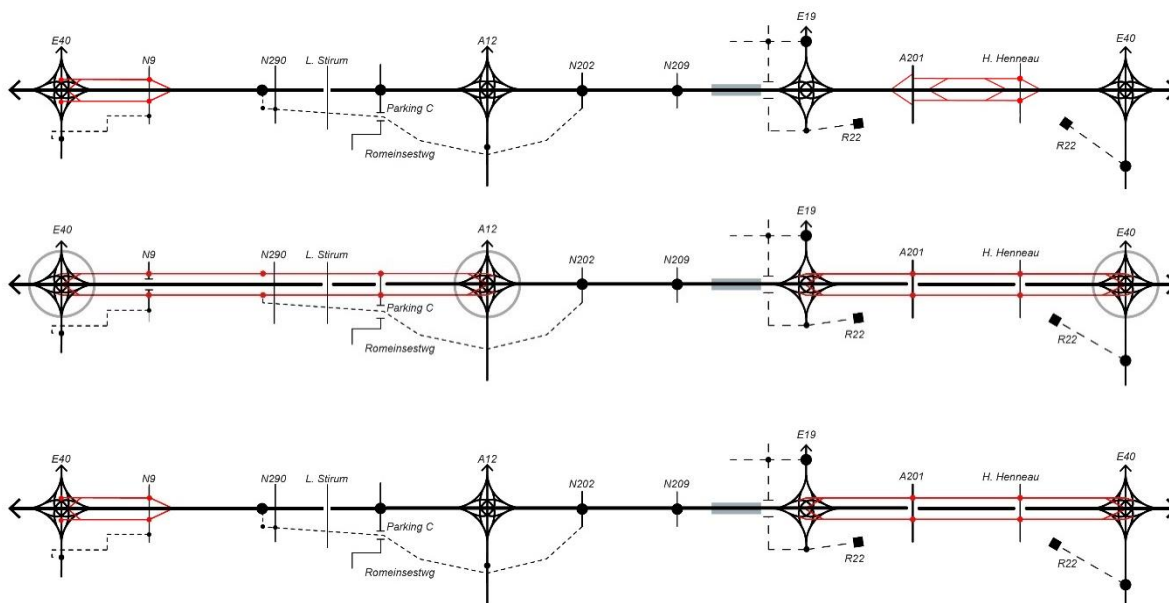 E40 N9 N290 L. Stirum A12 N202 N209 E19 A201 H. Henneau E40
Parking C
Romeinsestwg
R22 R22
E40 N9 N290 L. Stirum A12 N202 N209 E19 A201 H. Henneau E40
Parking C
Romeinsestwg
R22 R22
E40 N9 N290 L. Stirum A12 N202 N209 E19 A201 H. Henneau E40
Parking C
Romeinsestwg
R22 R22